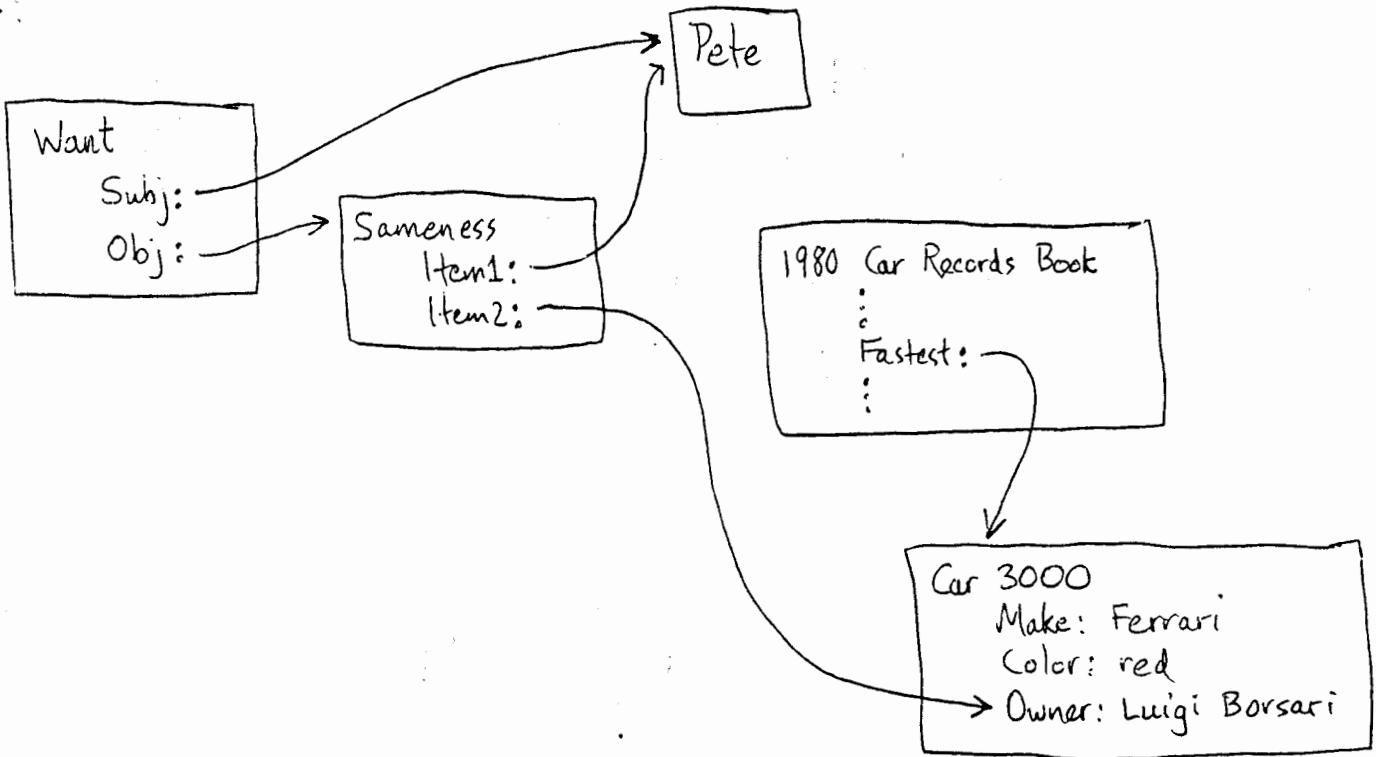 Pete
Want
Subj:
Obj:
Sameness
Item1:
Item2:
1980 Car Records Book
Fastest:
Car 3000
Make: Ferrari
Color: red
Owner: Luigi Borsari